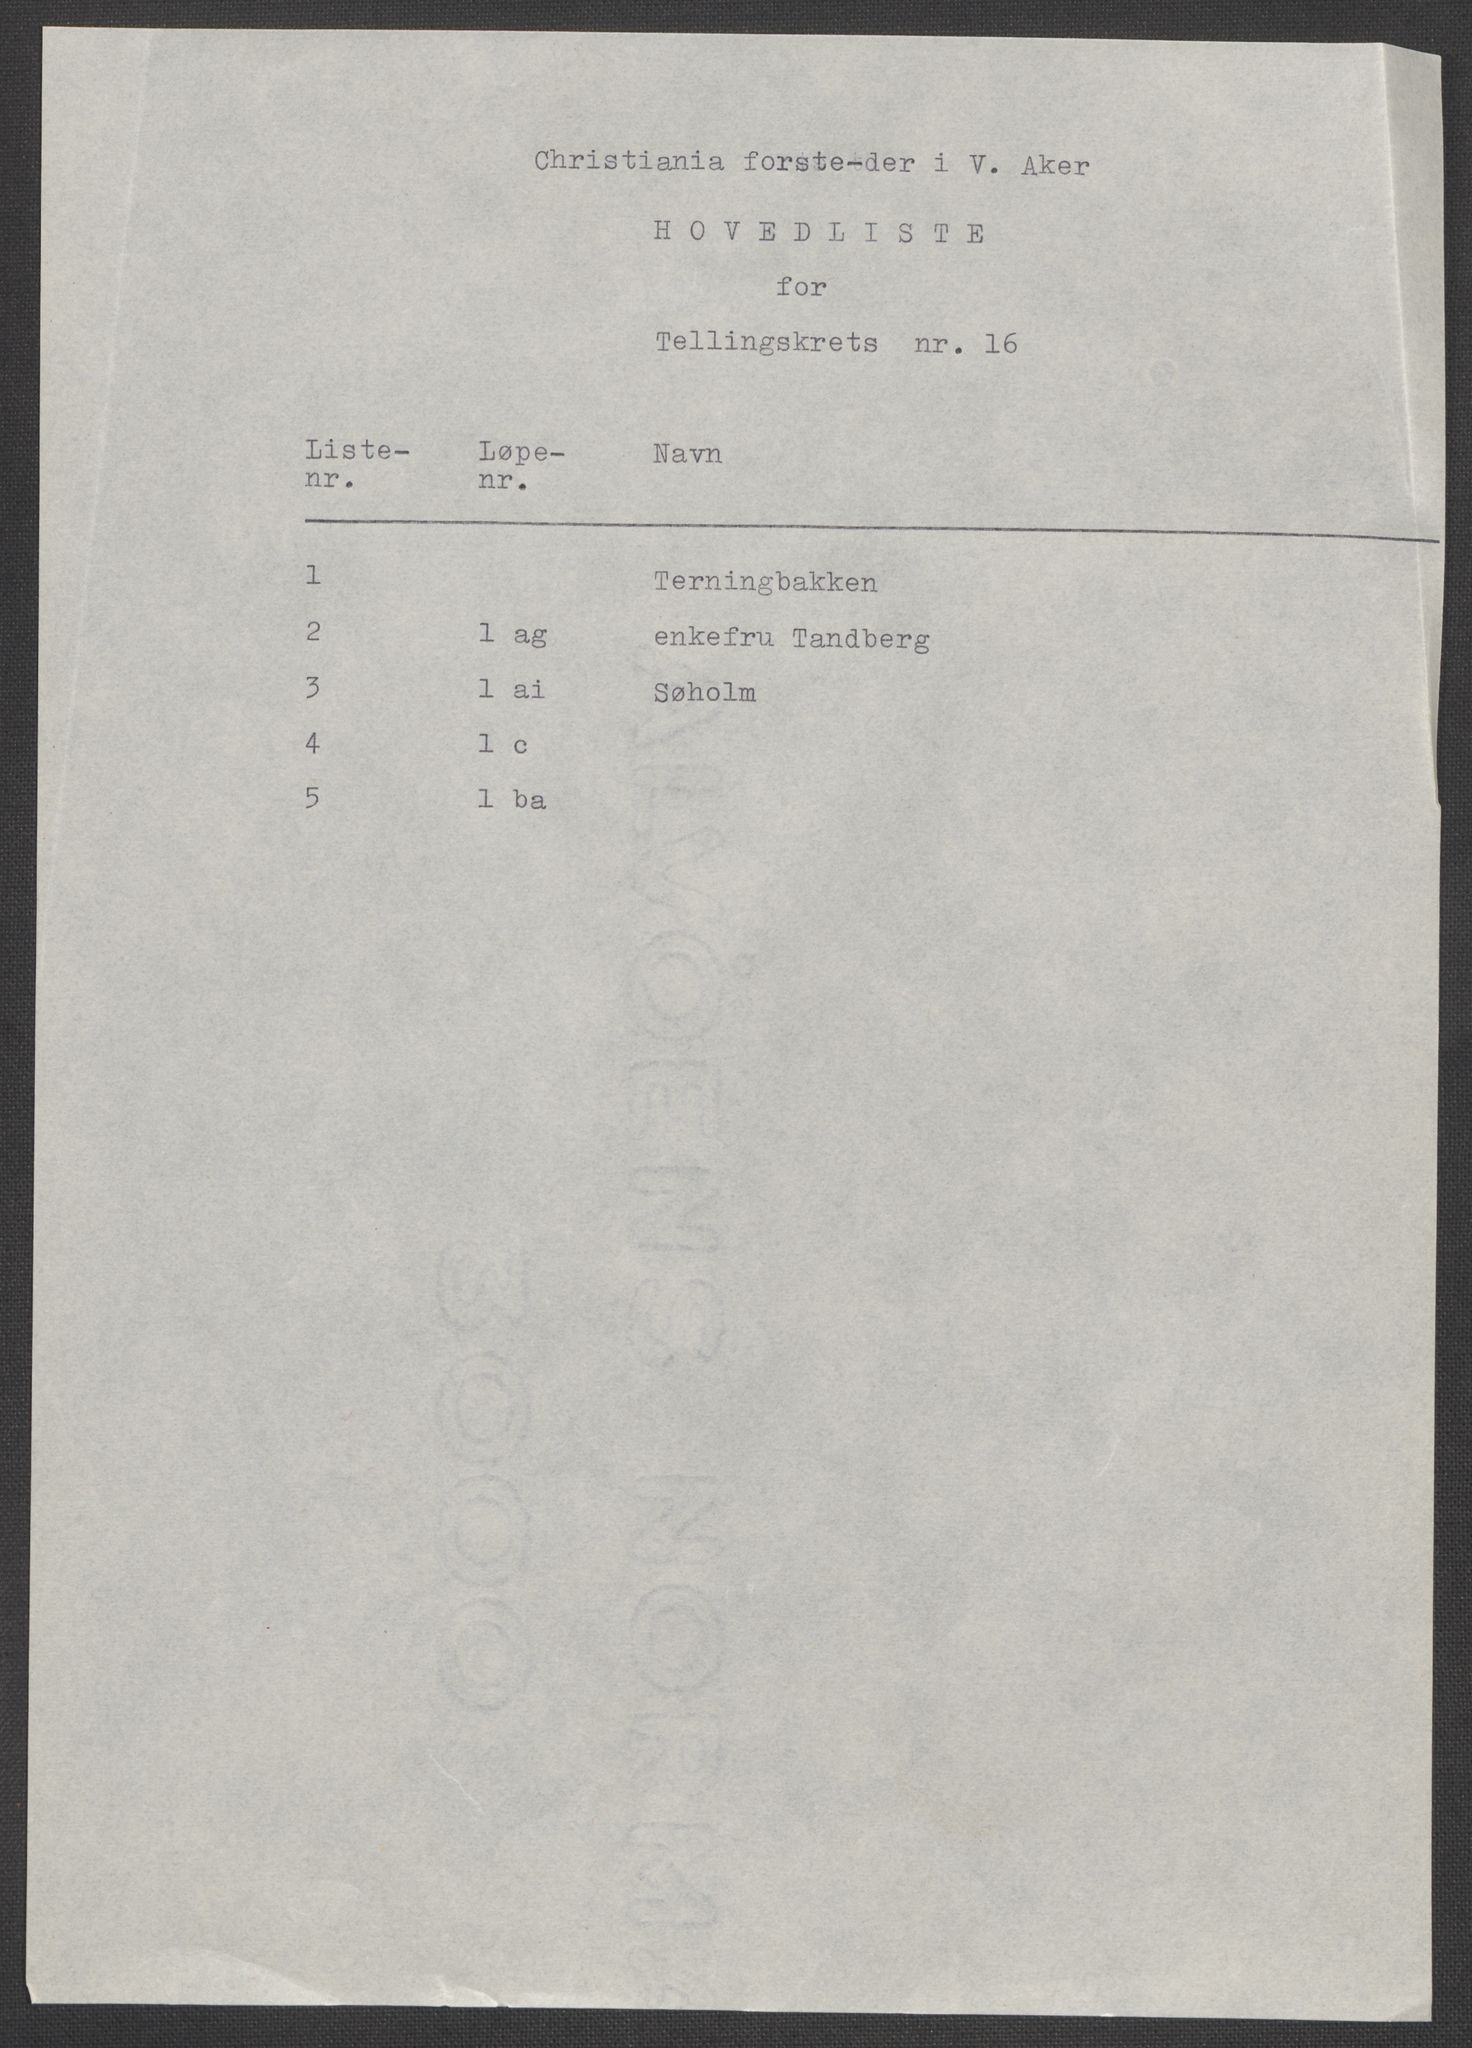 Christiania forste-der i V. Aker
H O V E D L I S T E
for
Tellingskrets nr. 16
Liste- Løpe- Navn
nr. nr.
1 Terningbakken
2 1 ag enkefru Tandberg
3 1 ai Søholm
4 1 c
5 1 ba